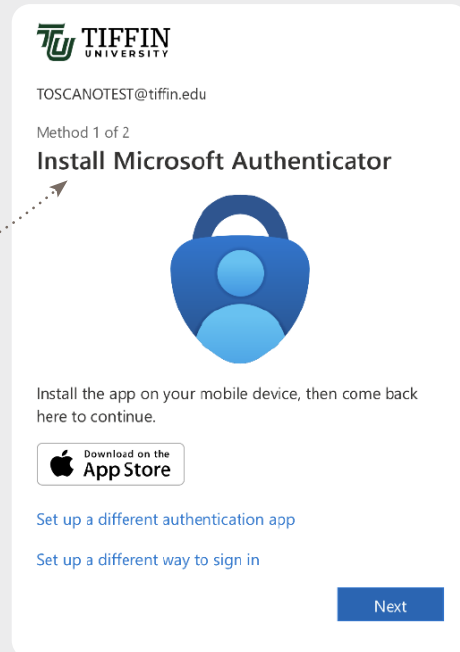 TU TIFFIN
UNIVERSITY
TOSCANOTEST@tiffin.edu
Method 1 of 2
Install Microsoft Authenticator
Install the app on your mobile device, then come back
here to continue.
Download on the
App Store
Set up a different authentication app
Set up a different way to sign in
Next